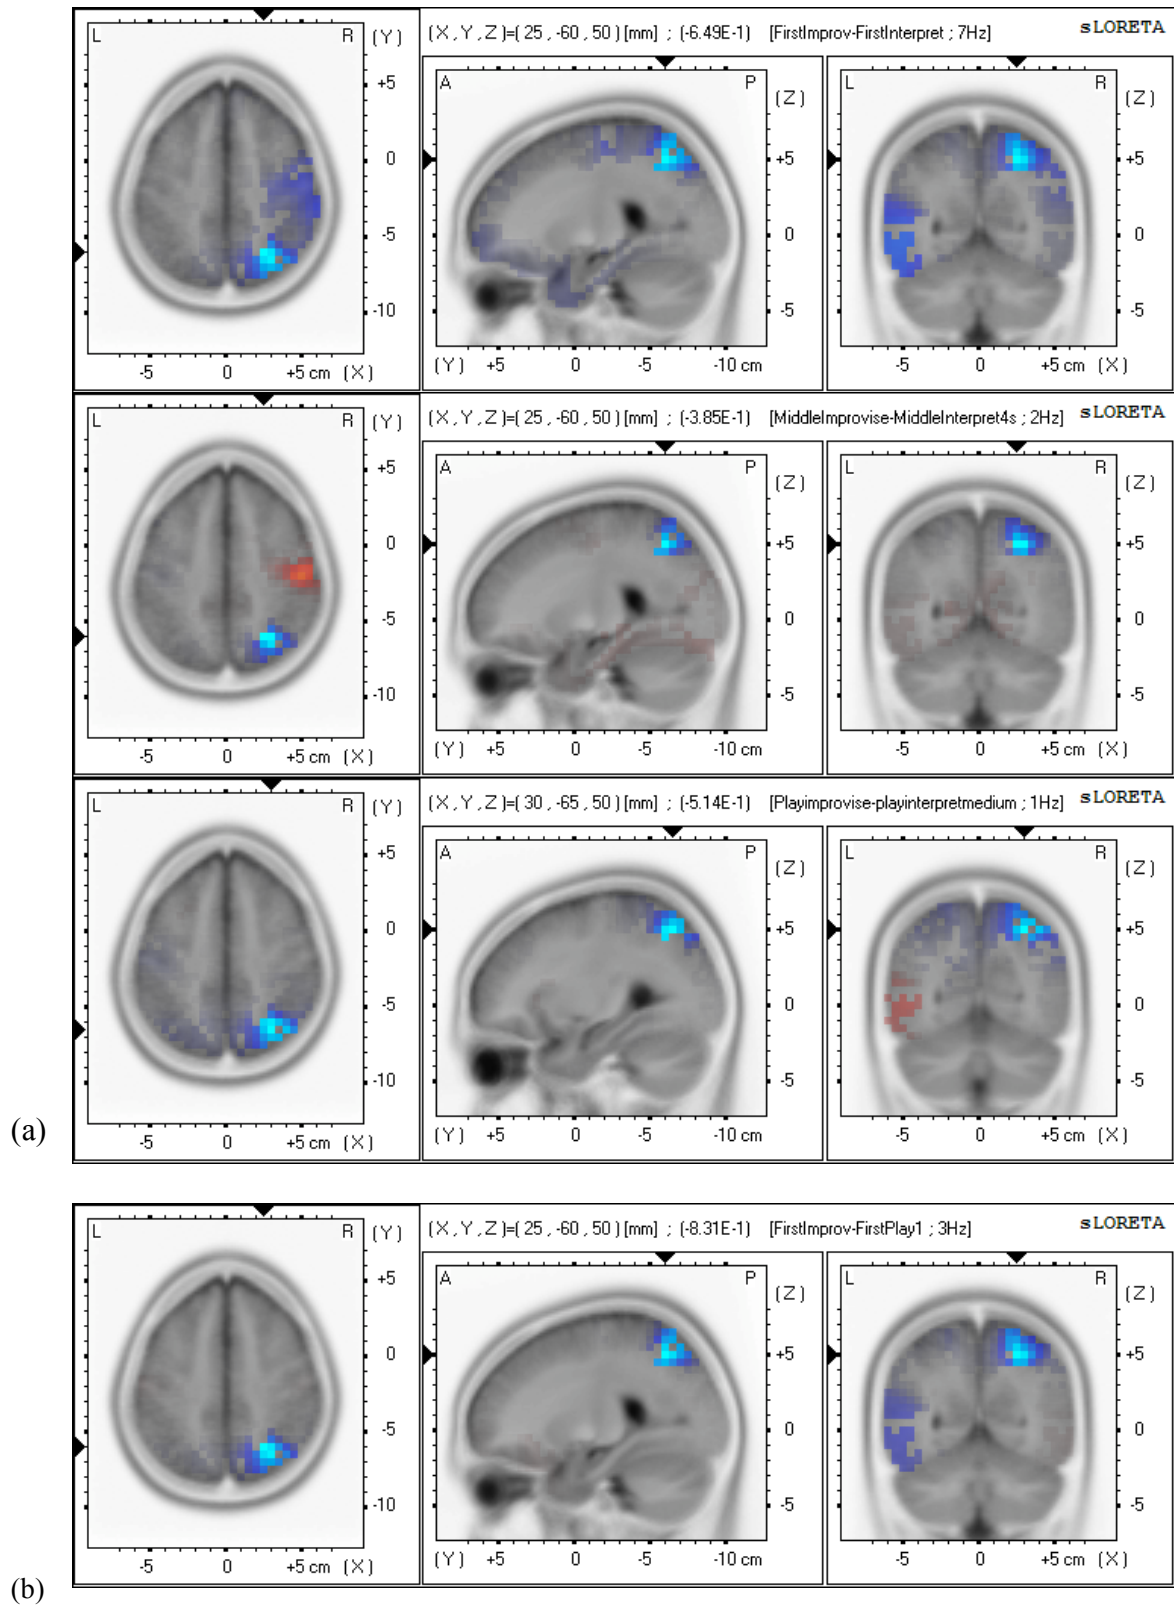 L R (Y) (X,Y,Z)=(25,-60,50)[mm] ; (-6.49E-1) [FirstImprov-FirstInterpret ; 7Hz] sLORETA
A P (Z) L R (Z)
+5 +5 +5
0 0 0
-5 -5 -5
-10
-5 0 +5 cm (X) (Y) +5 0 -5 -10 cm -5 0 +5 cm (X)
L R (Y) (X,Y,Z)=(25,-60,50)[mm] ; (-3.85E-1) [MiddleImprovise-MiddleInterpret4s ; 2Hz] sLORETA
A P (Z) L R (Z)
+5 +5 +5
0 0 0
-5 -5 -5
-10
-5 0 +5 cm (X) (Y) +5 0 -5 -10 cm -5 0 +5 cm (X)
L R (Y) (X,Y,Z)=(30,-65,50)[mm] ; (-5.14E-1) [Playimprovise-playinterpretmedium ; 1Hz] sLORETA
A P (Z) L R (Z)
+5 +5 +5
0 0 0
-5 -5 -5
-10
(a) -5 0 +5 cm (X) (Y) +5 0 -5 -10 cm -5 0 +5 cm (X)
L R (Y) (X,Y,Z)=(25,-60,50)[mm] ; (-8.31E-1) [FirstImprov-FirstPlay1 ; 3Hz] sLORETA
A P (Z) L R (Z)
+5 +5 +5
0 0 0
-5 -5 -5
-10
-5 0 +5 cm (X) (Y) +5 0 -5 -10 cm -5 0 +5 cm (X)
(b)